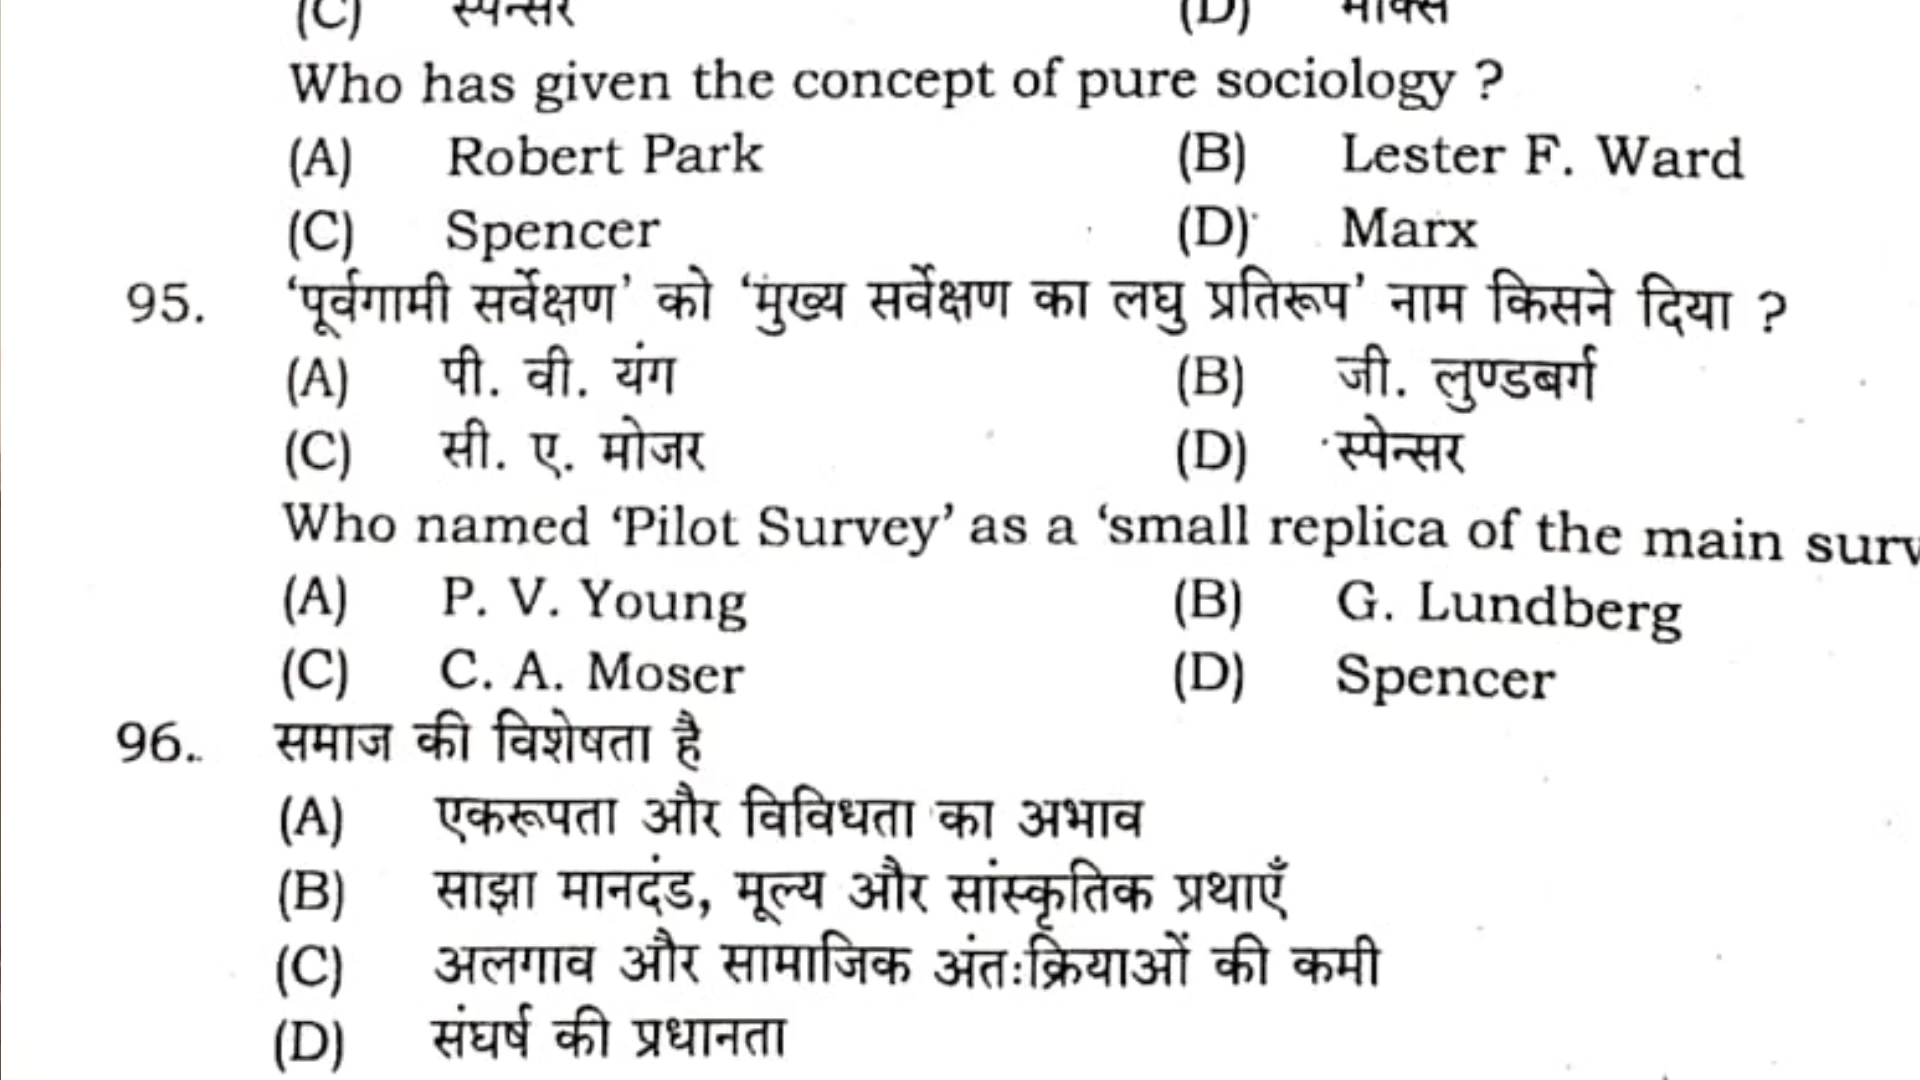 (C) स्पेन्सर (D) मार्क्स
Who has given the concept of pure sociology ?
(A) Robert Park (B) Lester F. Ward
(C) Spencer (D) Marx
95. ‘पूर्वगामी सर्वेक्षण’ को ‘मुख्य सर्वेक्षण का लघु प्रतिरूप’ नाम किसने दिया ?
(A) पी. वी. यंग (B) जी. लुण्डबर्ग
(C) सी. ए. मोजर (D) स्पेन्सर
Who named ‘Pilot Survey’ as a ‘small replica of the main surv
(A) P. V. Young (B) G. Lundberg
(C) C. A. Moser (D) Spencer
96. समाज की विशेषता है
(A) एकरूपता और विविधता का अभाव
(B) साझा मानदंड, मूल्य और सांस्कृतिक प्रथाएँ
(C) अलगाव और सामाजिक अंतःक्रियाओं की कमी
(D) संघर्ष की प्रधानता